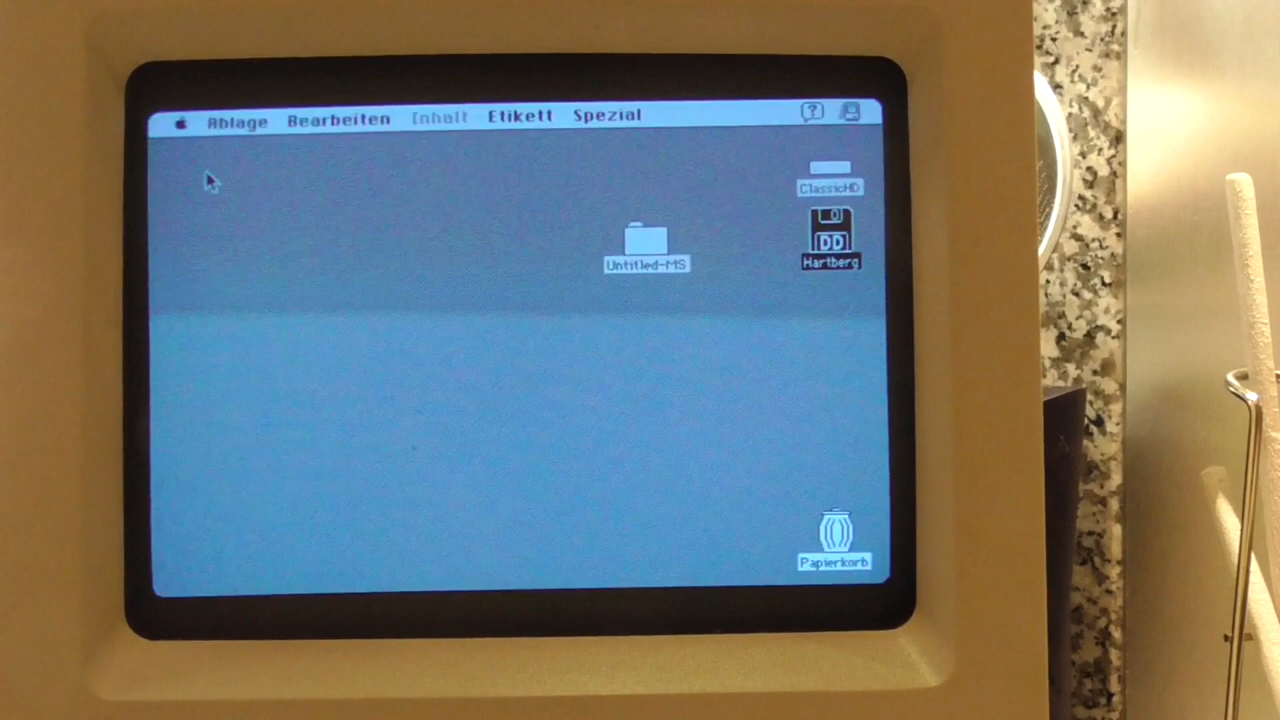 Ablage Bearbeiten Inhalt Etikett Spezial
ClassicHD
DD
Hartberg
Untitled-MS
Papierkorb